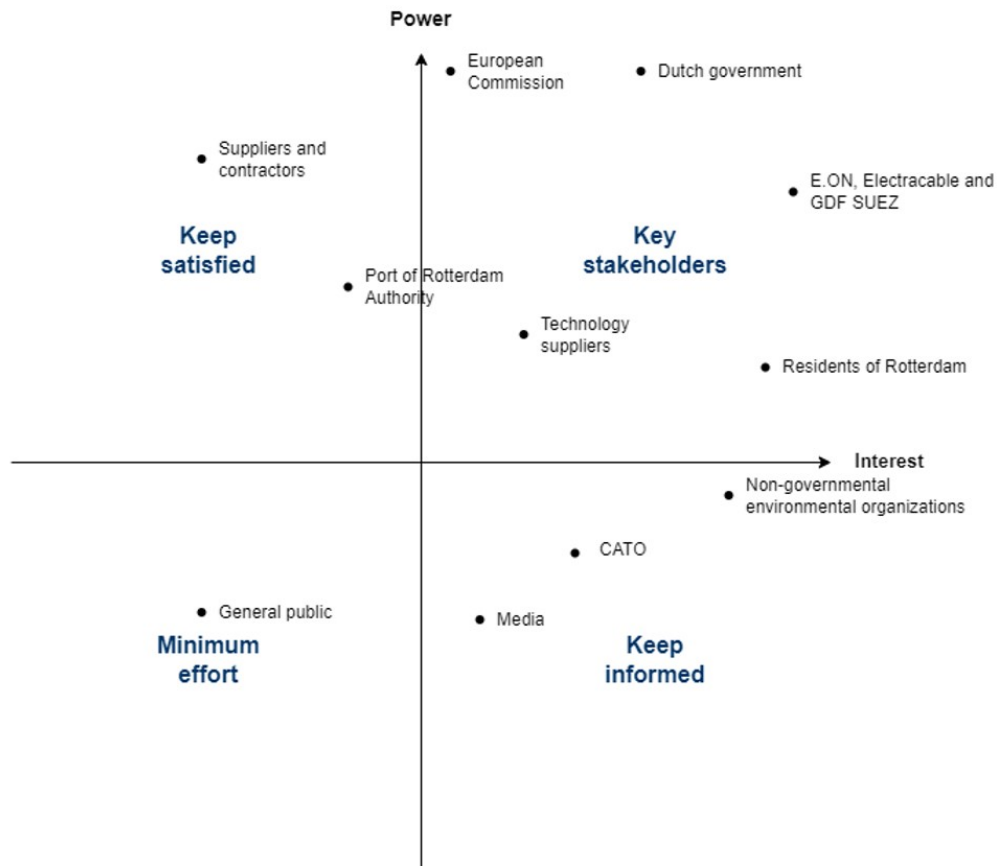 Power
European
Commission
Dutch government
Suppliers and
contractors
E.ON, Electracable and
GDF SUEZ
Keep
satisfied
Key
stakeholders
Port of Rotterdam
Authority
Technology
suppliers
Residents of Rotterdam
Interest
Non-governmental
environmental organizations
CATO
General public
Media
Minimum
effort
Keep
informed